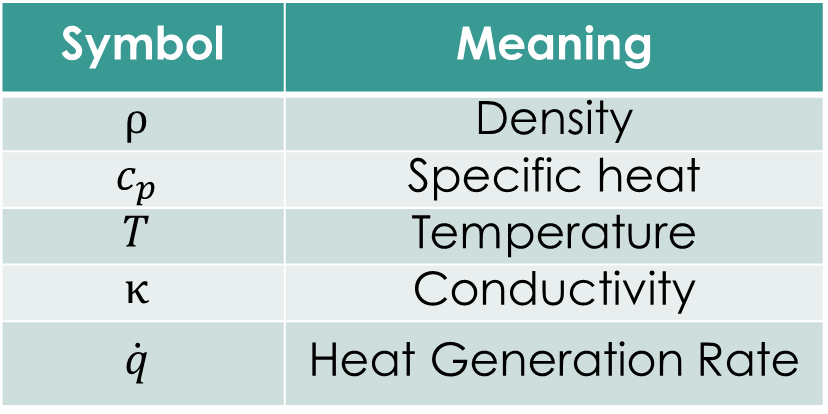 Symbol Meaning
ρ Density
c_p Specific heat
T Temperature
κ Conductivity
q̇ Heat Generation Rate